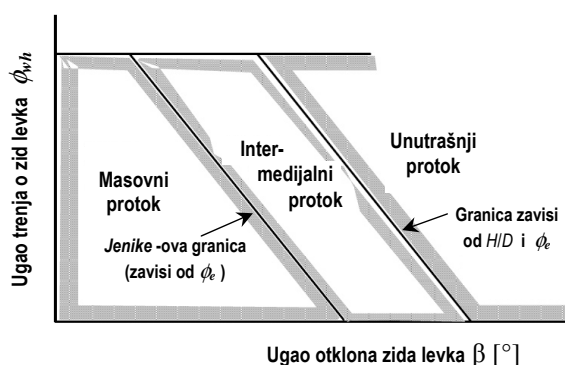 Ugao trenja o zid levka ϕwh
Masovni
protok
Inter-
medijalni
protok
Unutrašnji
protok
Jenike -ova granica
(zavisi od ϕe )
Granica zavisi
od H/D i ϕe
Ugao otklona zida levka β [°]